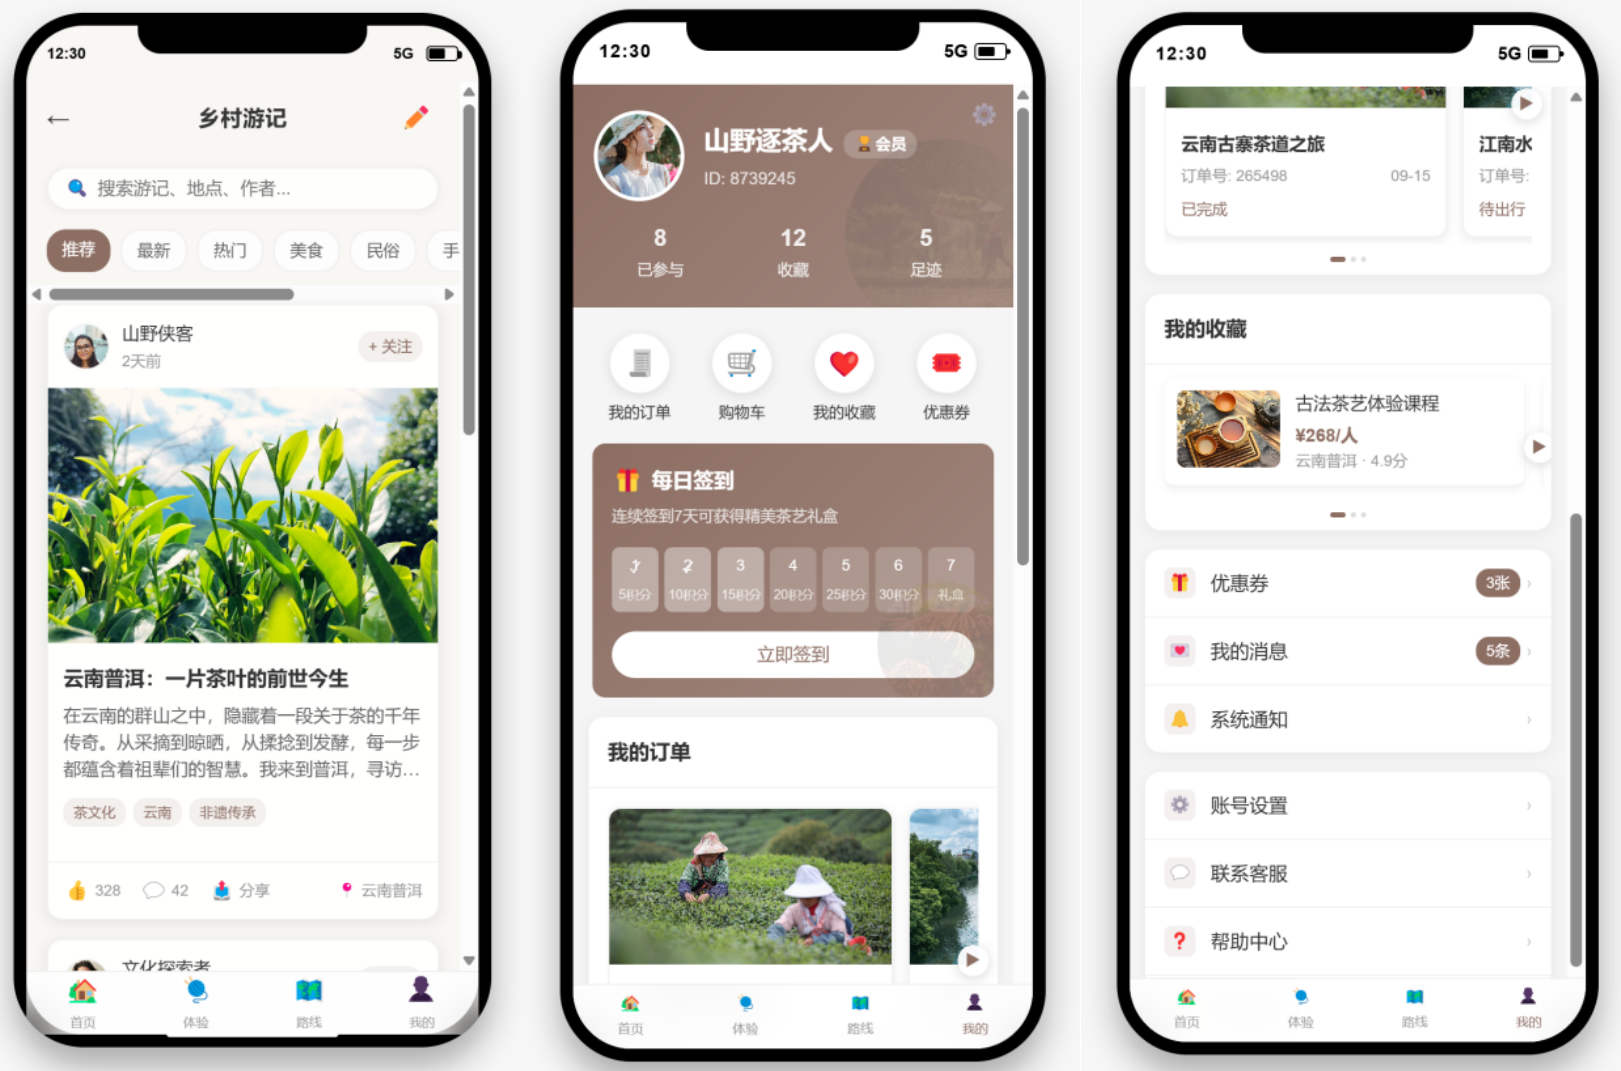 12:30
5G
←
乡村游记
搜索游记、地点、作者...
推荐
最新
热门
美食
民俗
手
山野侠客
2天前
+ 关注
云南普洱：一片茶叶的前世今生
在云南的群山之中，隐藏着一段关于茶的千年
传奇。从采摘到晾晒，从揉捻到发酵，每一步
都蕴含着祖辈们的智慧。我来到普洱，寻访...
茶文化
云南
非遗传承
328
42
分享
云南普洱
文化探索者
首页
体验
路线
我的
12:30
5G
山野逐茶人
会员
ID: 8739245
8
12
5
已参与
收藏
足迹
我的订单
购物车
我的收藏
优惠券
每日签到
连续签到7天可获得精美茶艺礼盒
1
2
3
4
5
6
7
5积分
10积分
15积分
20积分
25积分
30积分
礼盒
立即签到
我的订单
首页
体验
路线
我的
12:30
5G
云南古寨茶道之旅
订单号: 265498
09-15
已完成
江南水
订单号:
待出行
我的收藏
古法茶艺体验课程
¥268/人
云南普洱 · 4.9分
优惠券
3张
我的消息
5条
系统通知
账号设置
联系客服
帮助中心
首页
体验
路线
我的